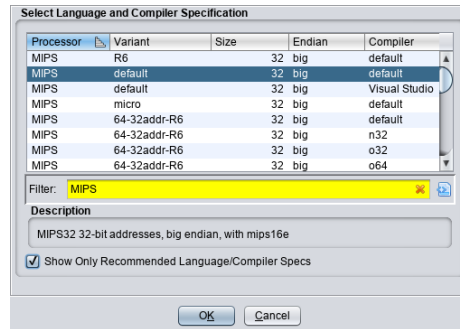 Select Language and Compiler Specification
Processor Variant Size Endian Compiler
MIPS R6 32 big default
MIPS default 32 big default
MIPS default 32 big Visual Studio
MIPS micro 32 big default
MIPS 64-32addr-R6 32 big default
MIPS 64-32addr-R6 32 big n32
MIPS 64-32addr-R6 32 big o32
MIPS 64-32addr-R6 32 big o64
Filter: MIPS
Description
MIPS32 32-bit addresses, big endian, with mips16e
Show Only Recommended Language/Compiler Specs
OK Cancel